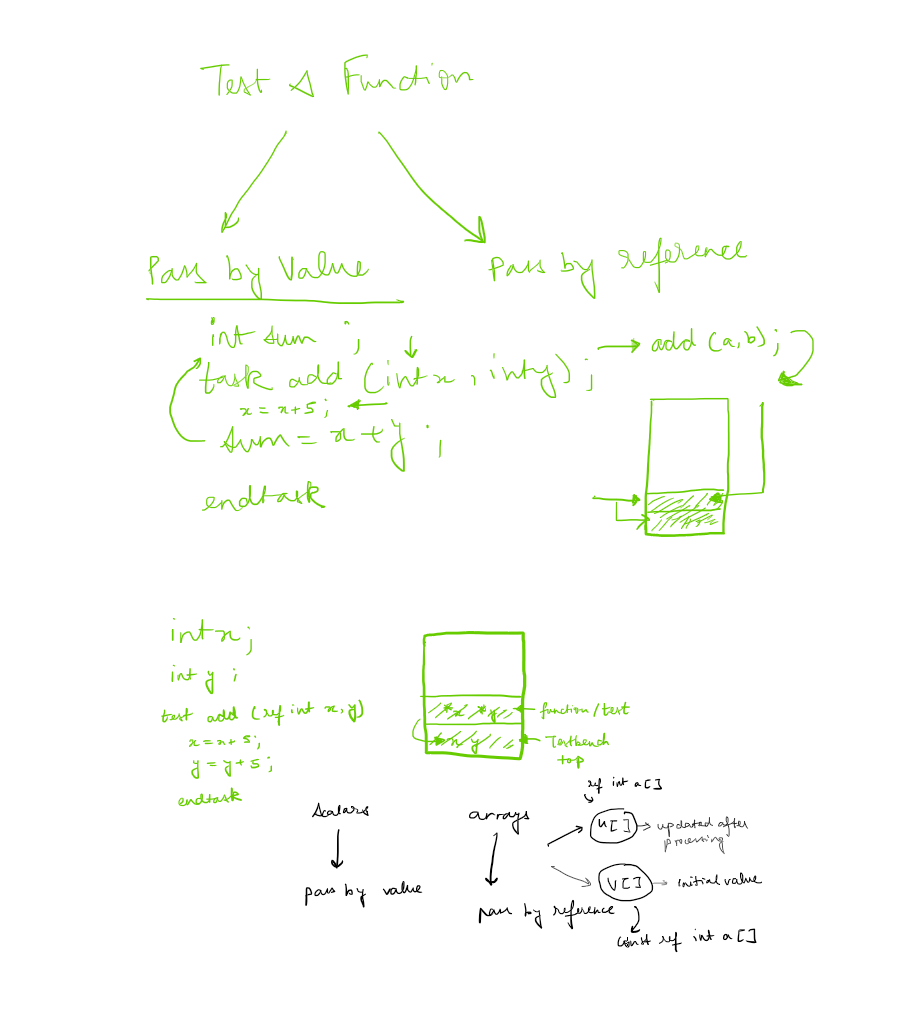 Test & Function
Pass by Value
Pass by reference
int sum ;
task add (int x, int y) ;
x = x+5 ;
sum = x + y ;
endtask
add (a,b) ;
int x;
int y ;
test add (ref int x, y)
x = x + 5;
y = y + 5 ;
endtask
*x *y
function / test
x y
Testbench
top
Scalars
pass by value
arrays
pass by reference
ref int a[]
u[]
updated after
processing
V[]
initial value
const ref int a[]